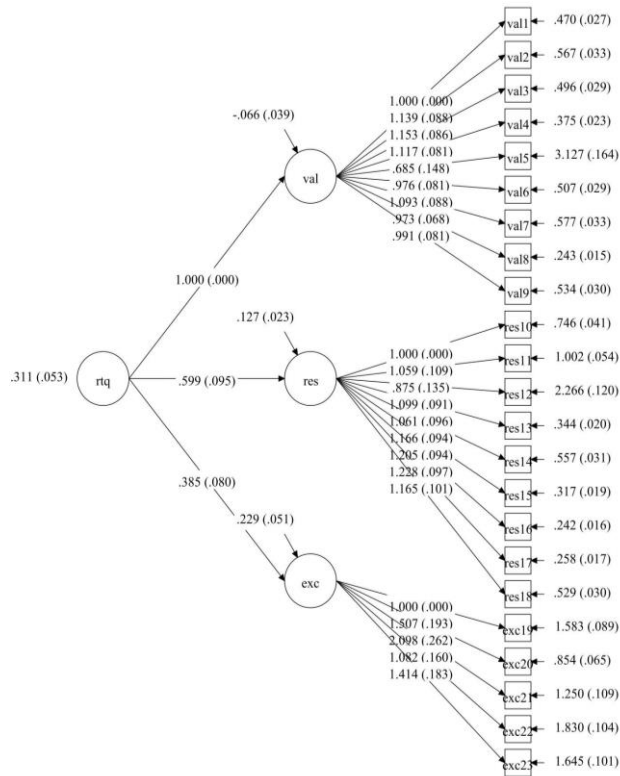 val1 .470 (.027)
val2 .567 (.033)
val3 .496 (.029)
-.066 (.039)
1.000 (.000)
1.139 (.088)
1.153 (.086)
1.117 (.081)
.685 (.148)
.976 (.081)
1.093 (.088)
.973 (.068)
.991 (.081)
val4 .375 (.023)
val5 3.127 (.164)
val
val6 .507 (.029)
val7 .577 (.033)
val8 .243 (.015)
val9 .534 (.030)
1.000 (.000)
res10 .746 (.041)
.127 (.023)
res11 1.002 (.054)
.311 (.053)
rtq
.599 (.095)
res
1.000 (.000)
1.059 (.109)
.875 (.135)
1.099 (.091)
1.061 (.096)
1.166 (.094)
1.205 (.094)
1.228 (.097)
1.165 (.101)
res12 2.266 (.120)
res13 .344 (.020)
res14 .557 (.031)
res15 .317 (.019)
.385 (.080)
res16 .242 (.016)
.229 (.051)
res17 .258 (.017)
res18 .529 (.030)
exc
1.000 (.000)
1.507 (.193)
2.098 (.262)
1.082 (.160)
1.414 (.183)
exc19 1.583 (.089)
exc20 .854 (.065)
exc21 1.250 (.109)
exc22 1.830 (.104)
exc23 1.645 (.101)